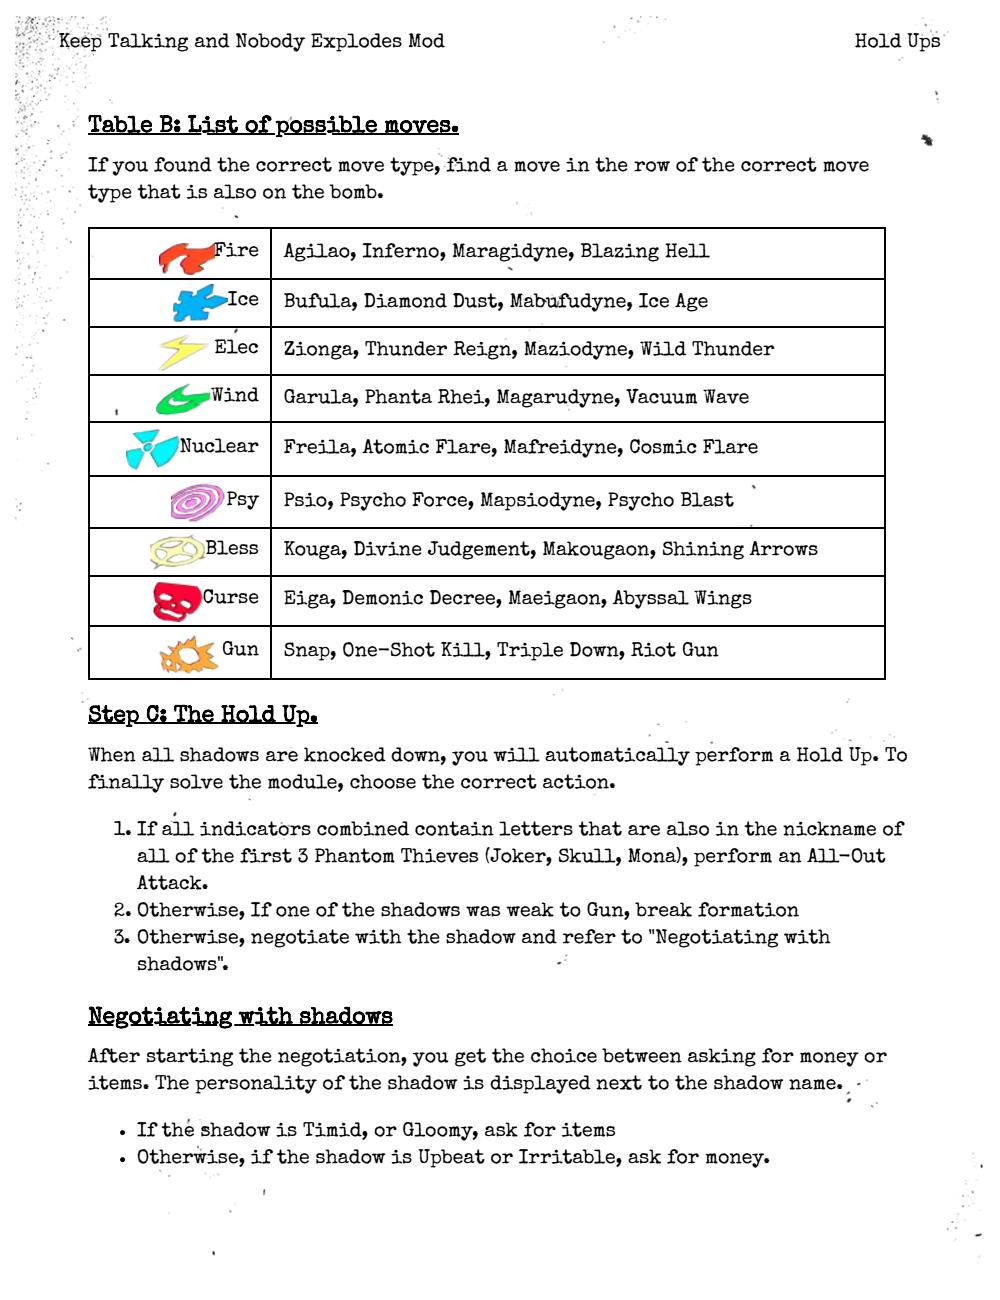 Keep Talking and Nobody Explodes Mod Hold Ups
Table B: List of possible moves.
If you found the correct move type, find a move in the row of the correct move
type that is also on the bomb.
Fire Agilao, Inferno, Maragidyne, Blazing Hell
Ice Bufula, Diamond Dust, Mabufudyne, Ice Age
Elec Zionga, Thunder Reign, Maziodyne, Wild Thunder
Wind Garula, Phanta Rhei, Magarudyne, Vacuum Wave
Nuclear Freila, Atomic Flare, Mafreidyne, Cosmic Flare
Psy Psio, Psycho Force, Mapsiodyne, Psycho Blast
Bless Kouga, Divine Judgement, Makougaon, Shining Arrows
Curse Eiga, Demonic Decree, Maeigaon, Abyssal Wings
Gun Snap, One-Shot Kill, Triple Down, Riot Gun
Step C: The Hold Up.
When all shadows are knocked down, you will automatically perform a Hold Up. To
finally solve the module, choose the correct action.
1. If all indicators combined contain letters that are also in the nickname of
all of the first 3 Phantom Thieves (Joker, Skull, Mona), perform an All-Out
Attack.
2. Otherwise, If one of the shadows was weak to Gun, break formation
3. Otherwise, negotiate with the shadow and refer to "Negotiating with
shadows".
Negotiating with shadows
After starting the negotiation, you get the choice between asking for money or
items. The personality of the shadow is displayed next to the shadow name.
• If the shadow is Timid, or Gloomy, ask for items
• Otherwise, if the shadow is Upbeat or Irritable, ask for money.